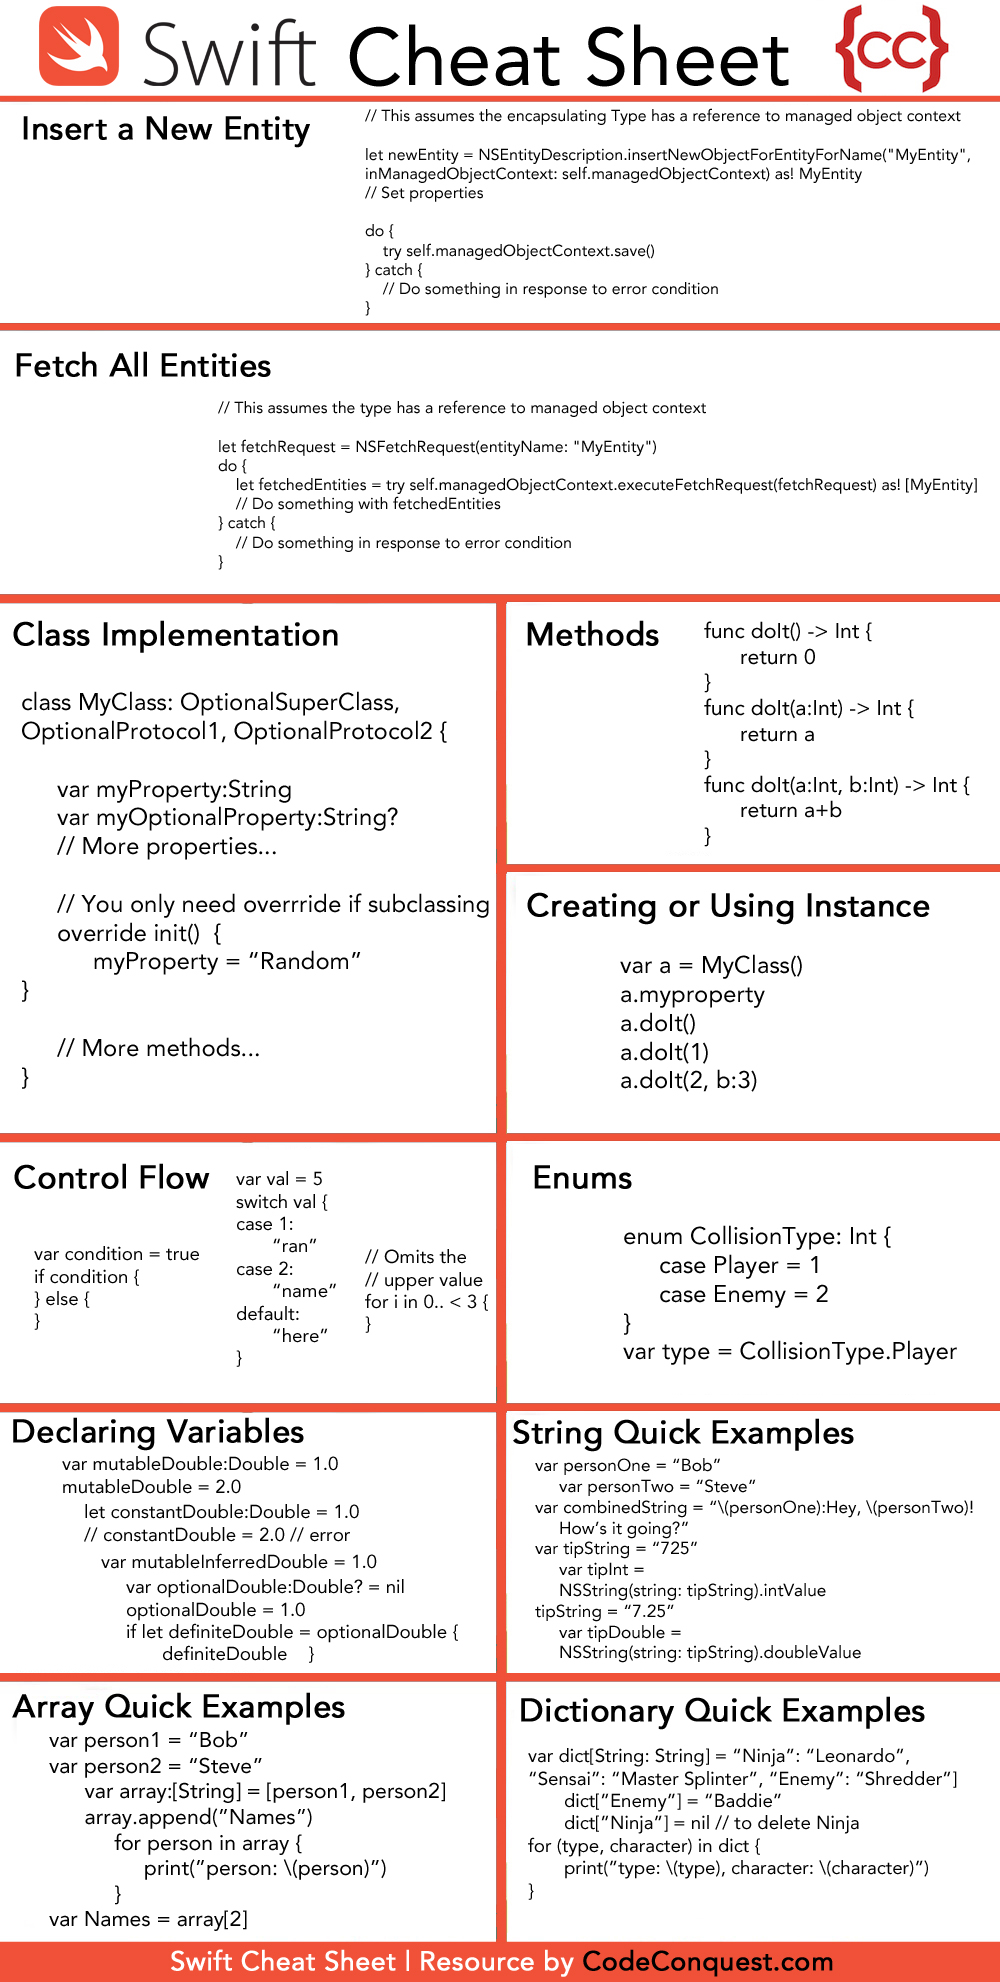 Swift Cheat Sheet {cc}
Insert a New Entity
// This assumes the encapsulating Type has a reference to managed object context
let newEntity = NSEntityDescription.insertNewObjectForEntityForName("MyEntity",
inManagedObjectContext: self.managedObjectContext) as! MyEntity
// Set properties
do {
try self.managedObjectContext.save()
} catch {
// Do something in response to error condition
}
Fetch All Entities
// This assumes the type has a reference to managed object context
let fetchRequest = NSFetchRequest(entityName: "MyEntity")
do {
let fetchedEntities = try self.managedObjectContext.executeFetchRequest(fetchRequest) as! [MyEntity]
// Do something with fetchedEntities
} catch {
// Do something in response to error condition
}
Class Implementation
class MyClass: OptionalSuperClass,
OptionalProtocol1, OptionalProtocol2 {
var myProperty:String
var myOptionalProperty:String?
// More properties...
// You only need overrride if subclassing
override init()  {
myProperty = “Random”
}
// More methods...
}
Methods
func doIt() -> Int {
return 0
}
func doIt(a:Int) -> Int {
return a
}
func doIt(a:Int, b:Int) -> Int {
return a+b
}
Creating or Using Instance
var a = MyClass()
a.myproperty
a.doIt()
a.doIt(1)
a.doIt(2, b:3)
Control Flow
var condition = true
if condition {
} else {
}
var val = 5
switch val {
case 1:
“ran”
case 2:
“name”
default:
“here”
}
// Omits the
// upper value
for i in 0.. < 3 {
}
Enums
enum CollisionType: Int {
case Player = 1
case Enemy = 2
}
var type = CollisionType.Player
Declaring Variables
var mutableDouble:Double = 1.0
mutableDouble = 2.0
let constantDouble:Double = 1.0
// constantDouble = 2.0 // error
var mutableInferredDouble = 1.0
var optionalDouble:Double? = nil
optionalDouble = 1.0
if let definiteDouble = optionalDouble {
definiteDouble    }
String Quick Examples
var personOne = “Bob”
var personTwo = “Steve”
var combinedString = “\(personOne):Hey, \(personTwo)!
How’s it going?”
var tipString = “725”
var tipInt =
NSString(string: tipString).intValue
tipString = “7.25”
var tipDouble =
NSString(string: tipString).doubleValue
Array Quick Examples
var person1 = “Bob”
var person2 = “Steve”
var array:[String] = [person1, person2]
array.append(”Names”)
for person in array {
print(”person: \(person)”)
}
var Names = array[2]
Dictionary Quick Examples
var dict[String: String] = “Ninja”: “Leonardo”,
“Sensai”: “Master Splinter”, “Enemy”: “Shredder”]
dict[”Enemy”] = “Baddie”
dict[”Ninja”] = nil // to delete Ninja
for (type, character) in dict {
print(”type: \(type), character: \(character)”)
}
Swift Cheat Sheet | Resource by CodeConquest.com